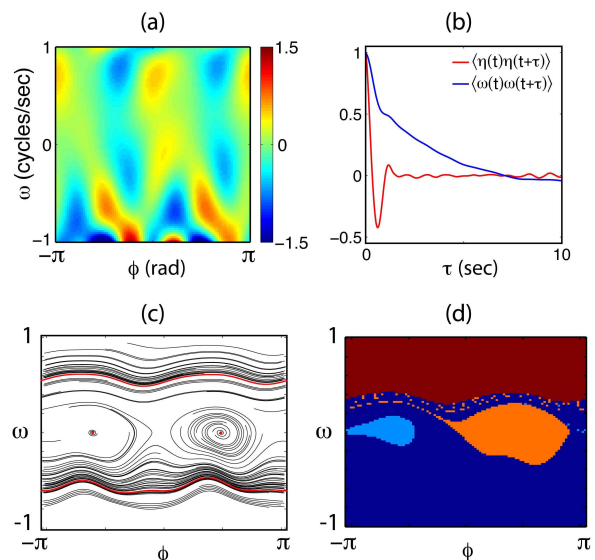 (a)
ω (cycles/sec)
1
0
−1
−π
ϕ (rad)
π
1.5
0
−1.5
(b)
⟨η(t)η(t+τ)⟩
⟨ω(t)ω(t+τ)⟩
1
0.5
0
−0.5
0
10
τ (sec)
(c)
1
ω
-1
−π
ϕ
π
(d)
1
ω
-1
−π
ϕ
π